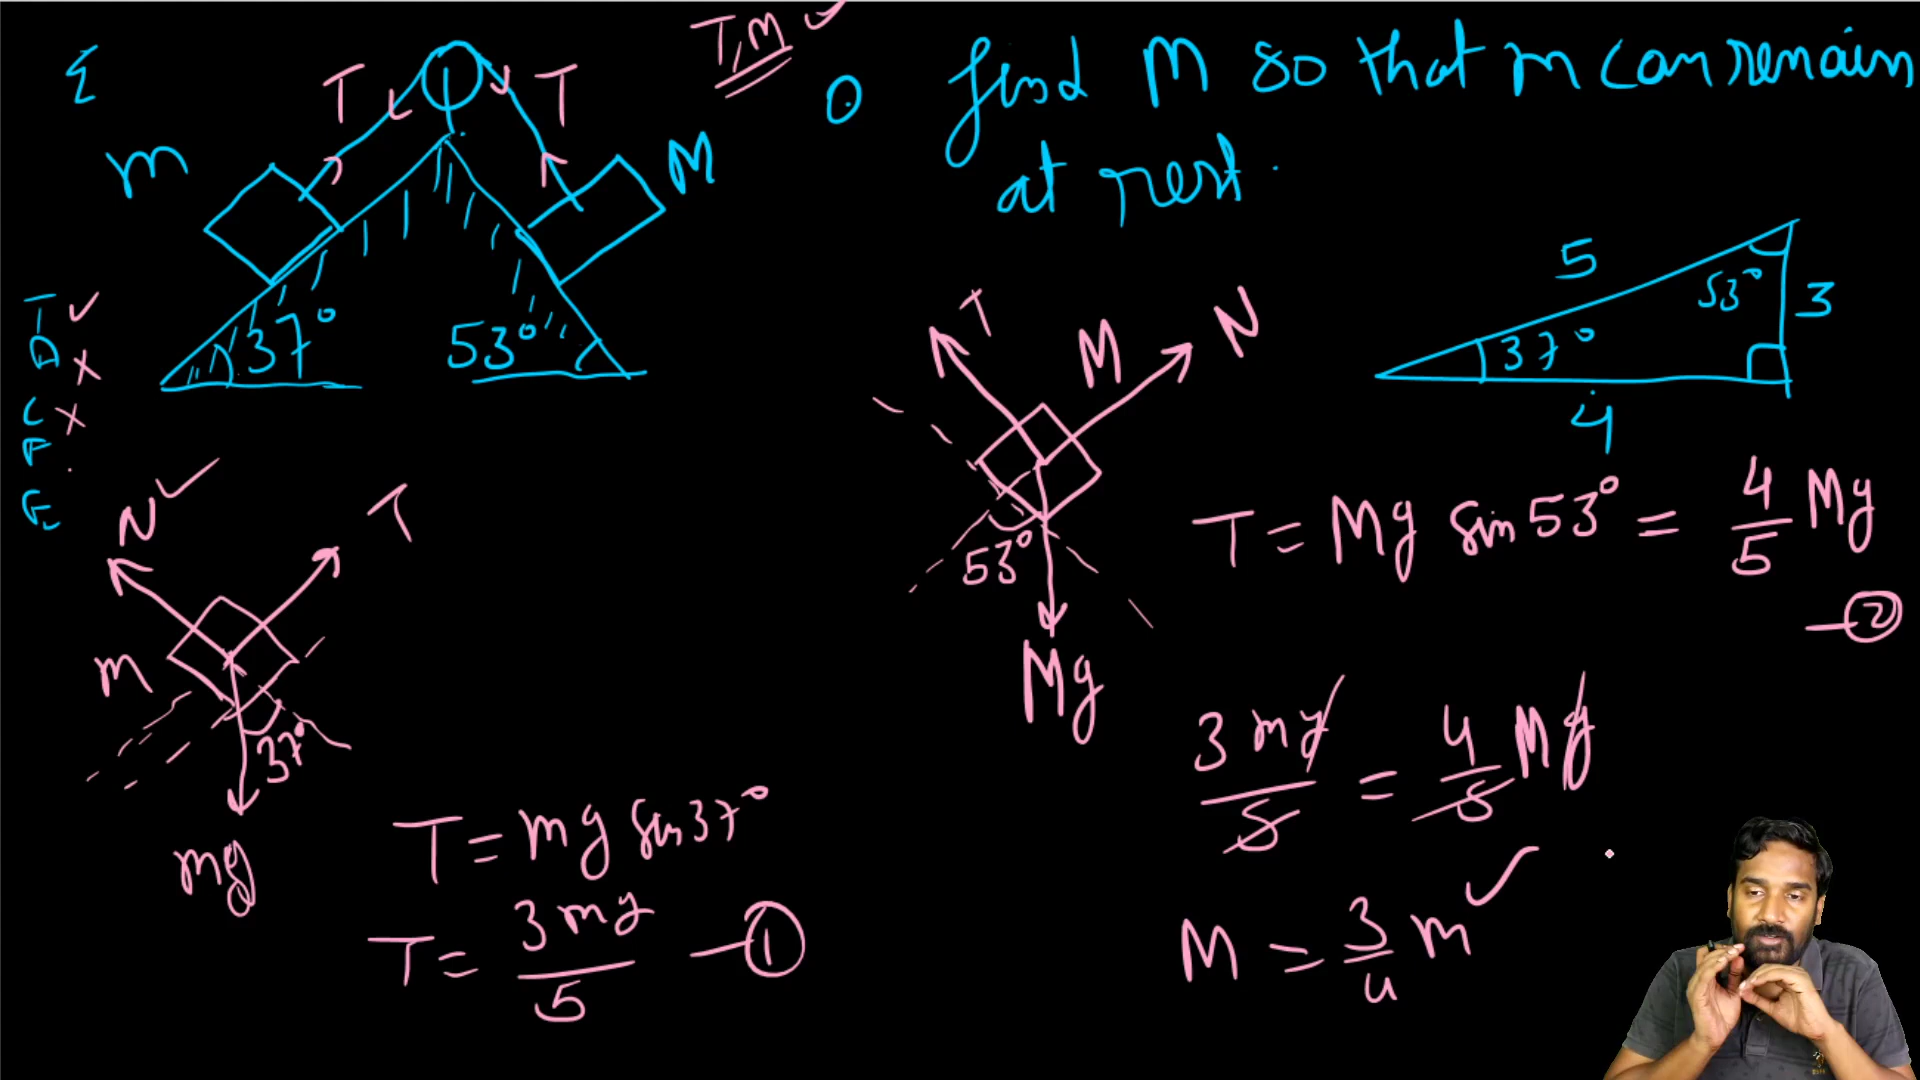 T, M ✓
Q find M so that m can remain
at rest.
T T
m M
37° 53°
5
53° 3
37°
4
T ✓
D X
C X
F
E
N ✓ T
m
37°
mg
T M N
53°
Mg
T = Mg sin 53° = 4/5 Mg
— ②
T = mg sin 37°
T = 3mg/5 — ①
3mg/5 = 4/5 Mg
M = 3/4 m ✓